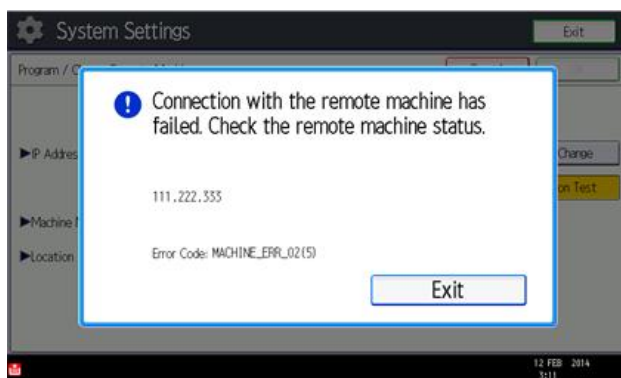 System Settings
Exit
Program / C
Connection with the remote machine has
failed. Check the remote machine status.
▶IP Addres
Change
on Test
111.222.333
▶Machine N
▶Location
Error Code: MACHINE_ERR_02(5)
Exit
12 FEB 2014
3:11